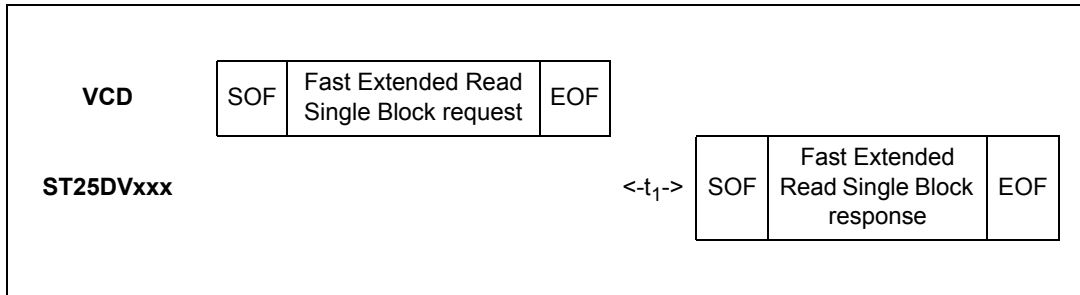 VCD SOF Fast Extended Read EOF
Single Block request
ST25DVxxx <-t1-> SOF Fast Extended EOF
Read Single Block
response